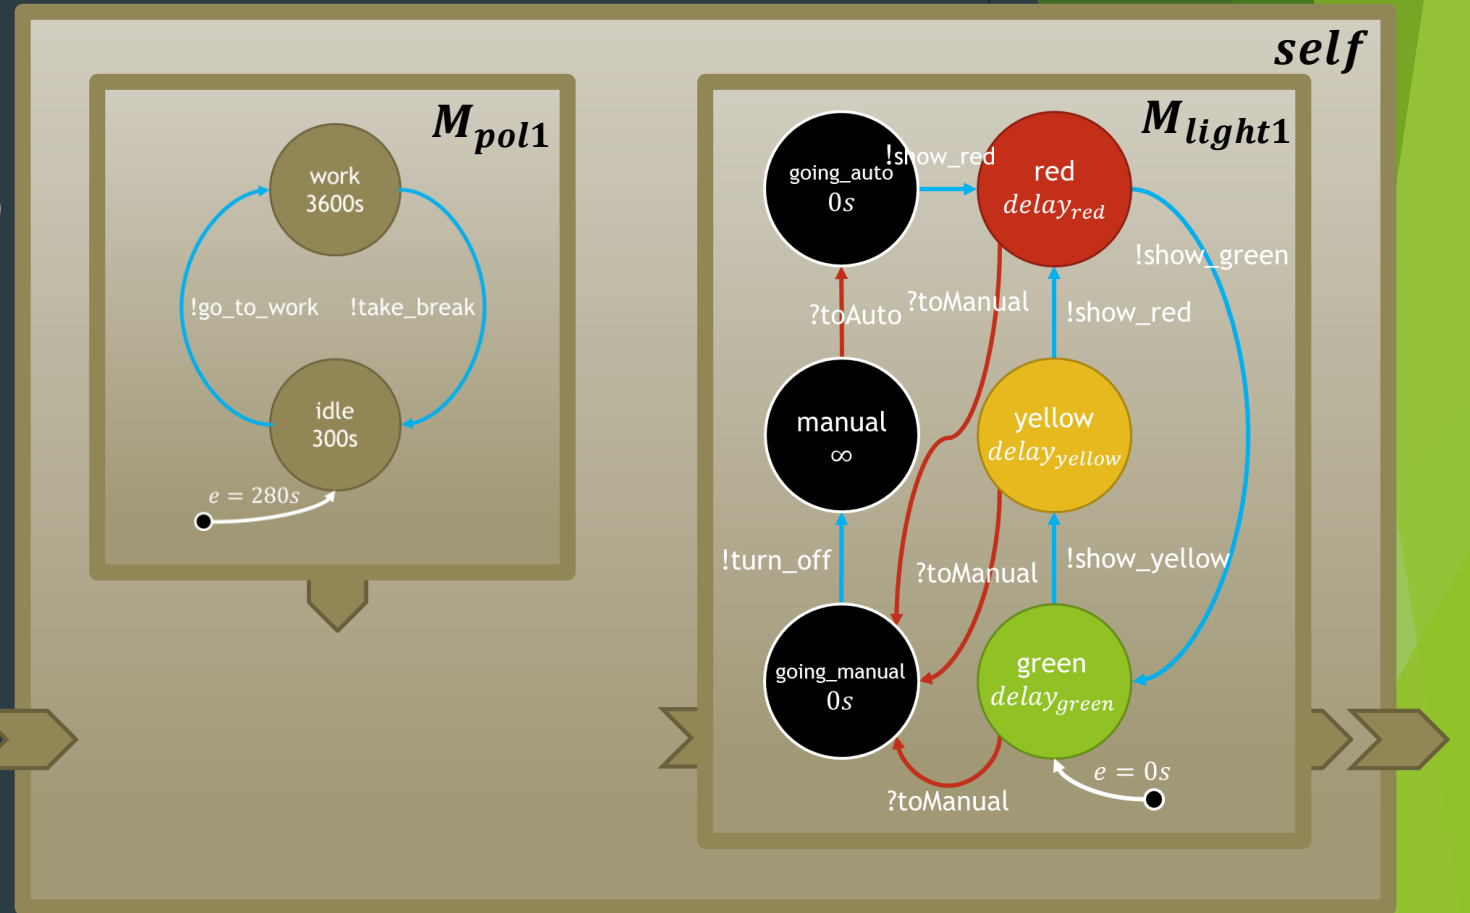 self
M_pol1
work
3600s
!go_to_work
!take_break
idle
300s
e = 280s
M_light1
going_auto
0s
!show_red
red
delay_red
!show_green
?toAuto
?toManual
!show_red
manual
∞
yellow
delay_yellow
!turn_off
?toManual
!show_yellow
going_manual
0s
green
delay_green
e = 0s
?toManual